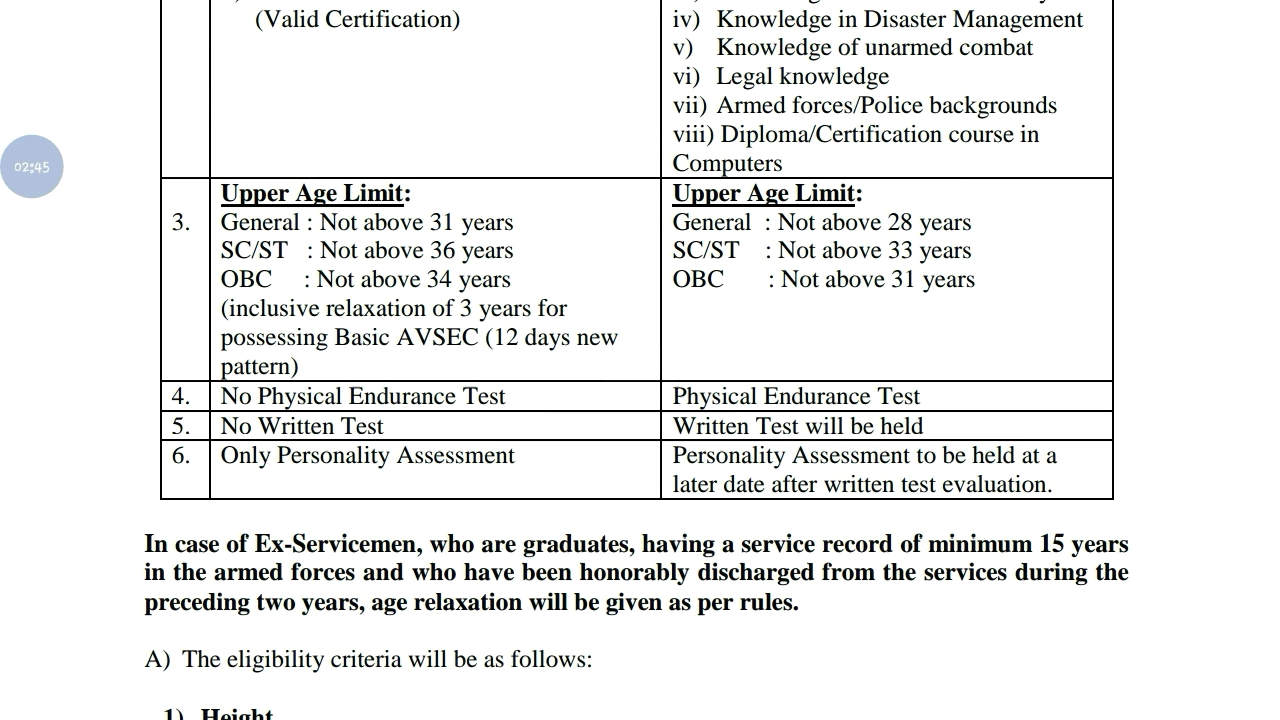 (Valid Certification)
iv) Knowledge in Disaster Management
v) Knowledge of unarmed combat
vi) Legal knowledge
vii) Armed forces/Police backgrounds
viii) Diploma/Certification course in
Computers
02:45
3.
Upper Age Limit:
General : Not above 31 years
SC/ST : Not above 36 years
OBC : Not above 34 years
(inclusive relaxation of 3 years for
possessing Basic AVSEC (12 days new
pattern)
Upper Age Limit:
General : Not above 28 years
SC/ST : Not above 33 years
OBC : Not above 31 years
4. No Physical Endurance Test Physical Endurance Test
5. No Written Test Written Test will be held
6. Only Personality Assessment Personality Assessment to be held at a
later date after written test evaluation.
In case of Ex-Servicemen, who are graduates, having a service record of minimum 15 years
in the armed forces and who have been honorably discharged from the services during the
preceding two years, age relaxation will be given as per rules.
A) The eligibility criteria will be as follows:
1) Height